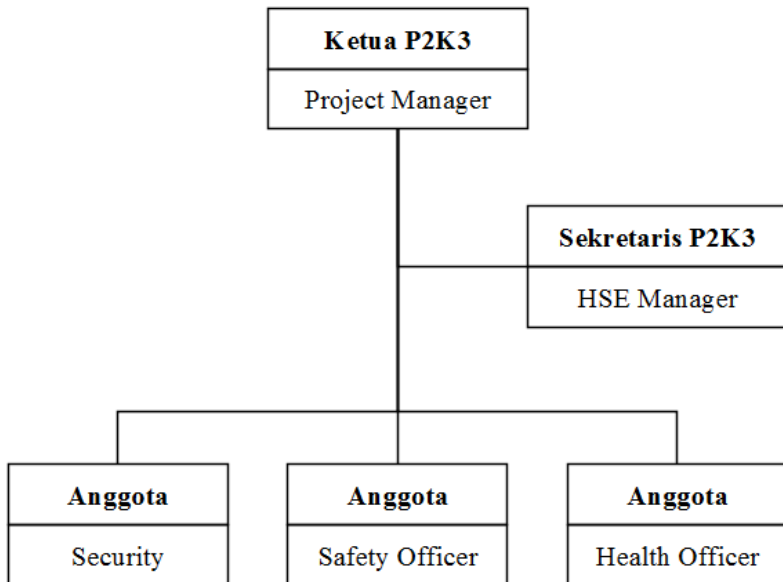 Ketua P2K3
Project Manager
Sekretaris P2K3
HSE Manager
Anggota
Security
Anggota
Safety Officer
Anggota
Health Officer